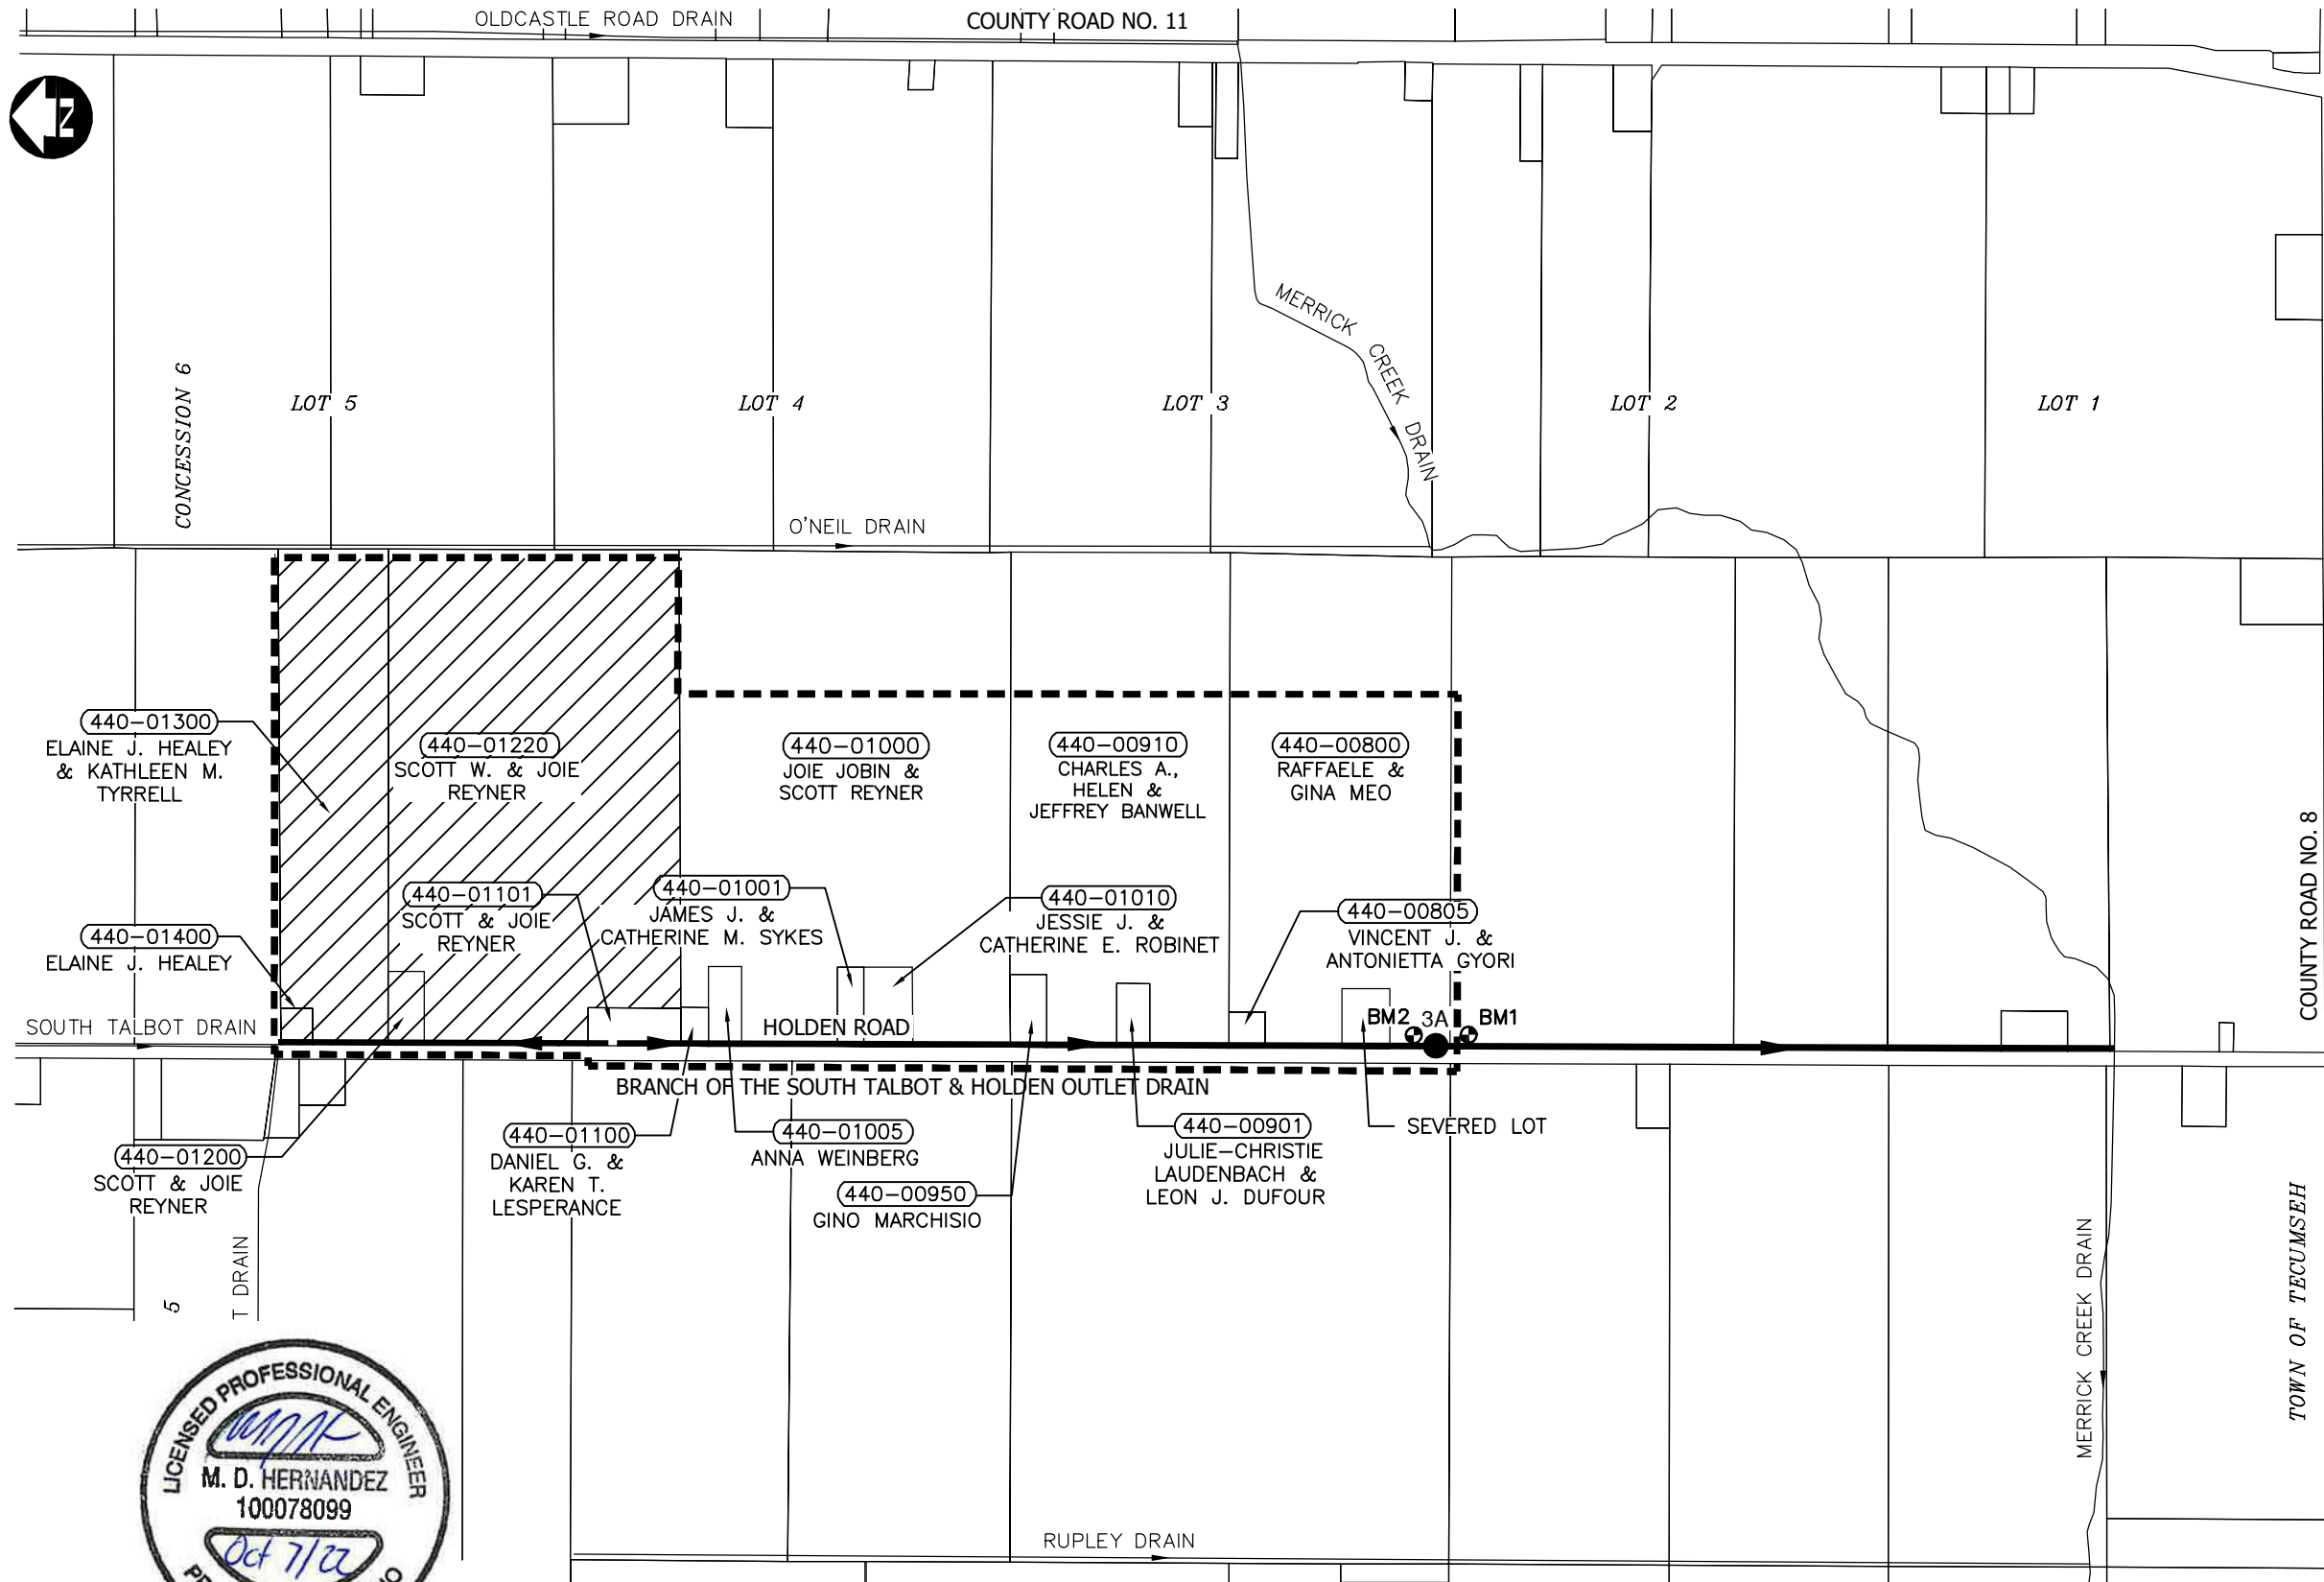 OLDCASTLE ROAD DRAIN
COUNTY ROAD NO. 11
N
CONCESSION 6
LOT 5
LOT 4
LOT 3
LOT 2
LOT 1
MERRICK CREEK DRAIN
O'NEIL DRAIN
440-01300
ELAINE J. HEALEY
& KATHLEEN M.
TYRRELL
440-01220
SCOTT W. & JOIE
REYNER
440-01000
JOIE JOBIN &
SCOTT REYNER
440-00910
CHARLES A.,
HELEN &
JEFFREY BANWELL
440-00800
RAFFAELE &
GINA MEO
COUNTY ROAD NO. 8
440-01400
ELAINE J. HEALEY
440-01101
SCOTT & JOIE
REYNER
440-01001
JAMES J. &
CATHERINE M. SYKES
440-01010
JESSIE J. &
CATHERINE E. ROBINET
440-00805
VINCENT J. &
ANTONIETTA GYORI
SOUTH TALBOT DRAIN
HOLDEN ROAD
BM2
3A
BM1
BRANCH OF THE SOUTH TALBOT & HOLDEN OUTLET DRAIN
440-01200
SCOTT & JOIE
REYNER
440-01100
DANIEL G. &
KAREN T.
LESPERANCE
440-01005
ANNA WEINBERG
440-00950
GINO MARCHISIO
440-00901
JULIE-CHRISTIE
LAUDENBACH &
LEON J. DUFOUR
SEVERED LOT
5
T DRAIN
MERRICK CREEK DRAIN
TOWN OF TECUMSEH
RUPLEY DRAIN
LICENSED PROFESSIONAL ENGINEER
M. D. HERNANDEZ
100078099
Oct 7/22